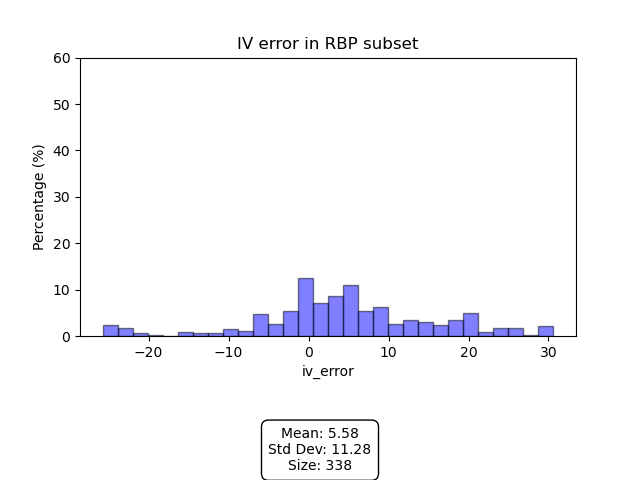 IV error in RBP subset
60
50
40
30
20
10
0
Percentage (%)
−20
−10
0
10
20
30
iv_error
Mean: 5.58
Std Dev: 11.28
Size: 338